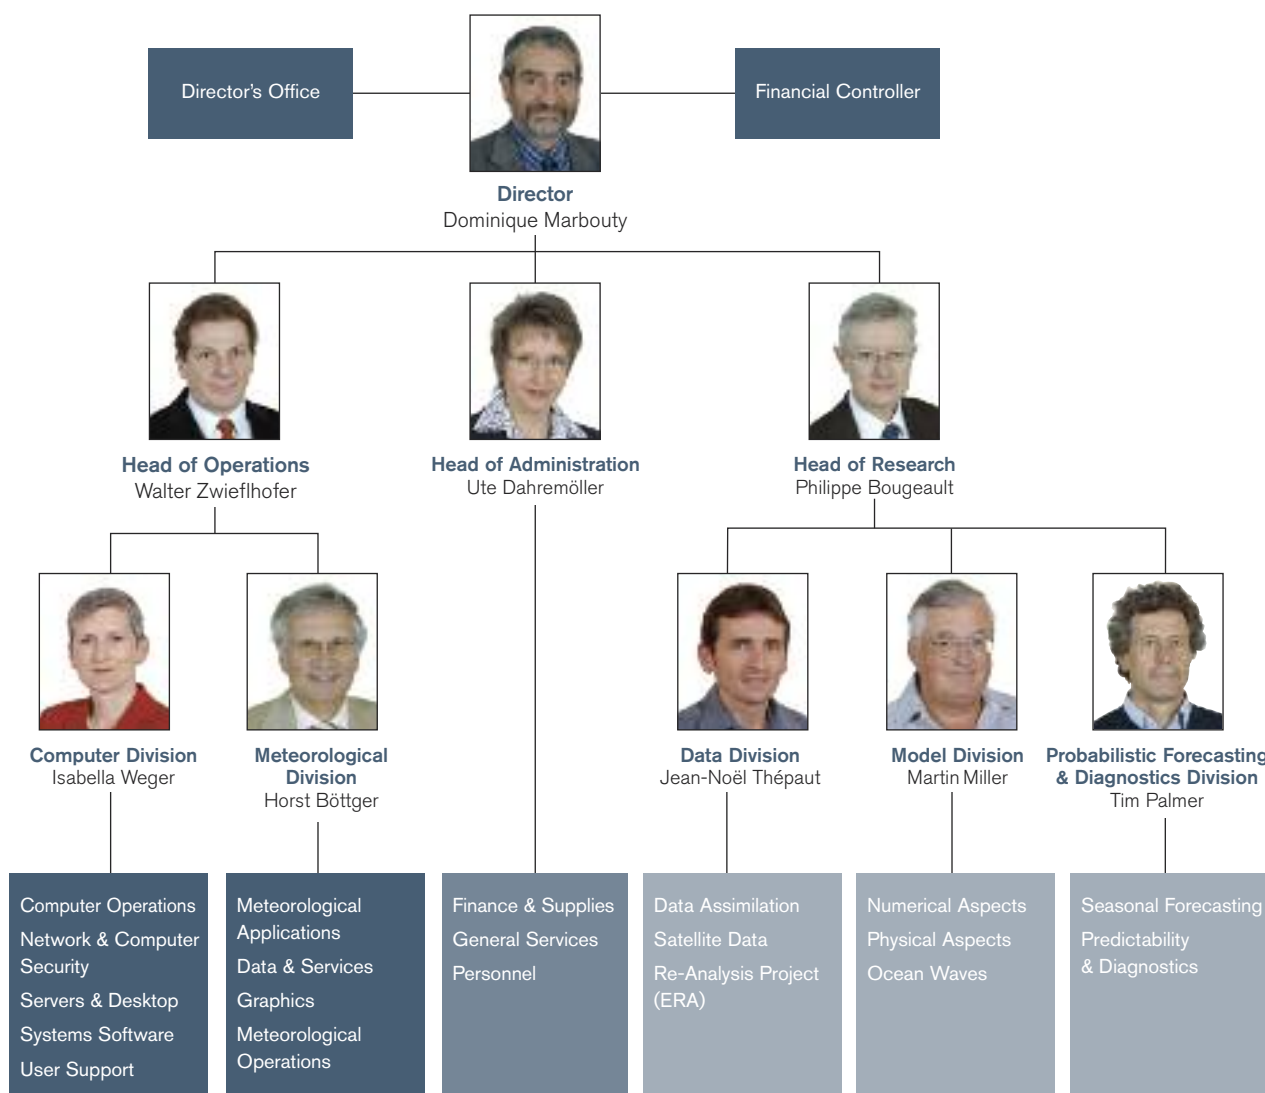 Director's Office
Financial Controller
Director
Dominique Marbouty
Head of Operations
Walter Zwieflhofer
Head of Administration
Ute Dahremöller
Head of Research
Philippe Bougeault
Computer Division
Isabella Weger
Meteorological
Division
Horst Böttger
Data Division
Jean-Noël Thépaut
Model Division
Martin Miller
Probabilistic Forecasting
& Diagnostics Division
Tim Palmer
Computer Operations
Network & Computer
Security
Servers & Desktop
Systems Software
User Support
Meteorological
Applications
Data & Services
Graphics
Meteorological
Operations
Finance & Supplies
General Services
Personnel
Data Assimilation
Satellite Data
Re-Analysis Project
(ERA)
Numerical Aspects
Physical Aspects
Ocean Waves
Seasonal Forecasting
Predictability
& Diagnostics